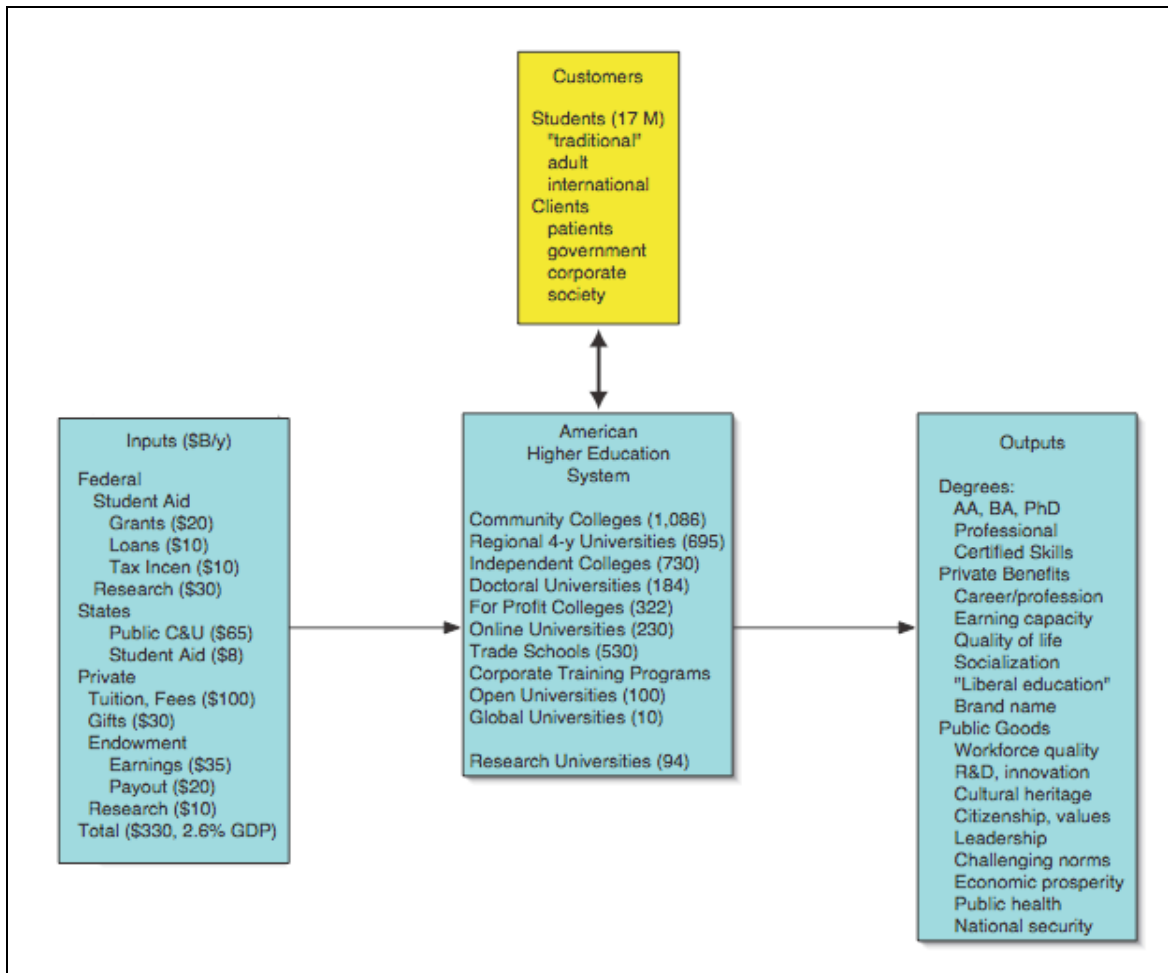 Customers
Students (17 M)
"traditional"
adult
international
Clients
patients
government
corporate
society
Inputs ($B/y)
Federal
Student Aid
Grants ($20)
Loans ($10)
Tax Incen ($10)
Research ($30)
States
Public C&U ($65)
Student Aid ($8)
Private
Tuition, Fees ($100)
Gifts ($30)
Endowment
Earnings ($35)
Payout ($20)
Research ($10)
Total ($330, 2.6% GDP)
American
Higher Education
System
Community Colleges (1,086)
Regional 4-y Universities (695)
Independent Colleges (730)
Doctoral Universities (184)
For Profit Colleges (322)
Online Universities (230)
Trade Schools (530)
Corporate Training Programs
Open Universities (100)
Global Universities (10)
Research Universities (94)
Outputs
Degrees:
AA, BA, PhD
Professional
Certified Skills
Private Benefits
Career/profession
Earning capacity
Quality of life
Socialization
"Liberal education"
Brand name
Public Goods
Workforce quality
R&D, innovation
Cultural heritage
Citizenship, values
Leadership
Challenging norms
Economic prosperity
Public health
National security